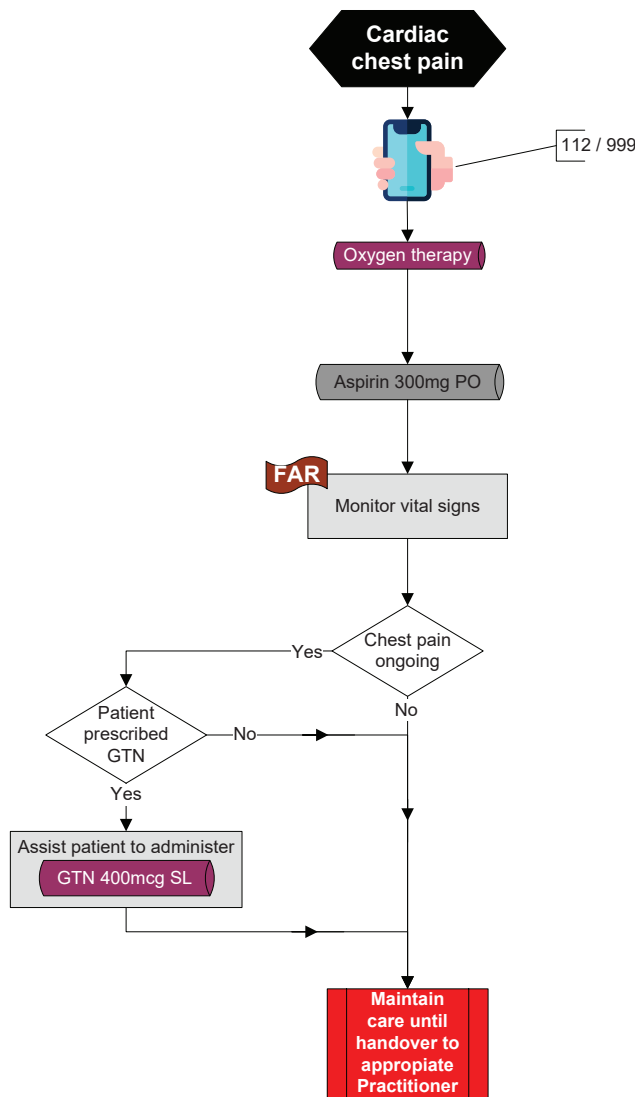 Cardiac
chest pain
112 / 999
Oxygen therapy
Aspirin 300mg PO
FAR
Monitor vital signs
Chest pain
ongoing
Yes
No
Patient
prescribed
GTN
No
Yes
Assist patient to administer
GTN 400mcg SL
Maintain
care until
handover to
appropiate
Practitioner